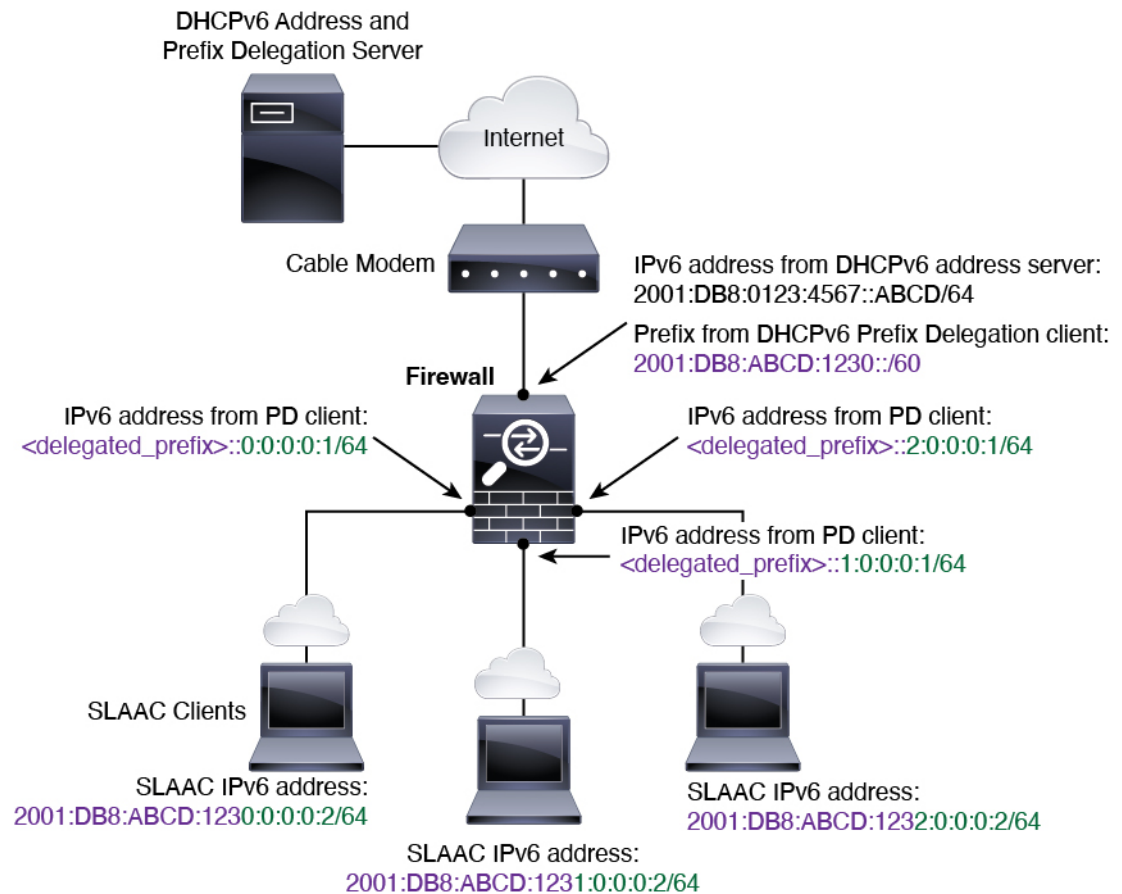 DHCPv6 Address and
Prefix Delegation Server
Internet
Cable Modem
IPv6 address from DHCPv6 address server:
2001:DB8:0123:4567::ABCD/64
Prefix from DHCPv6 Prefix Delegation client:
2001:DB8:ABCD:1230::/60
Firewall
IPv6 address from PD client:
<delegated_prefix>::0:0:0:0:1/64
IPv6 address from PD client:
<delegated_prefix>::2:0:0:0:1/64
IPv6 address from PD client:
<delegated_prefix>::1:0:0:0:1/64
SLAAC Clients
SLAAC IPv6 address:
2001:DB8:ABCD:1230:0:0:0:2/64
SLAAC IPv6 address:
2001:DB8:ABCD:1232:0:0:0:2/64
SLAAC IPv6 address:
2001:DB8:ABCD:1231:0:0:0:2/64